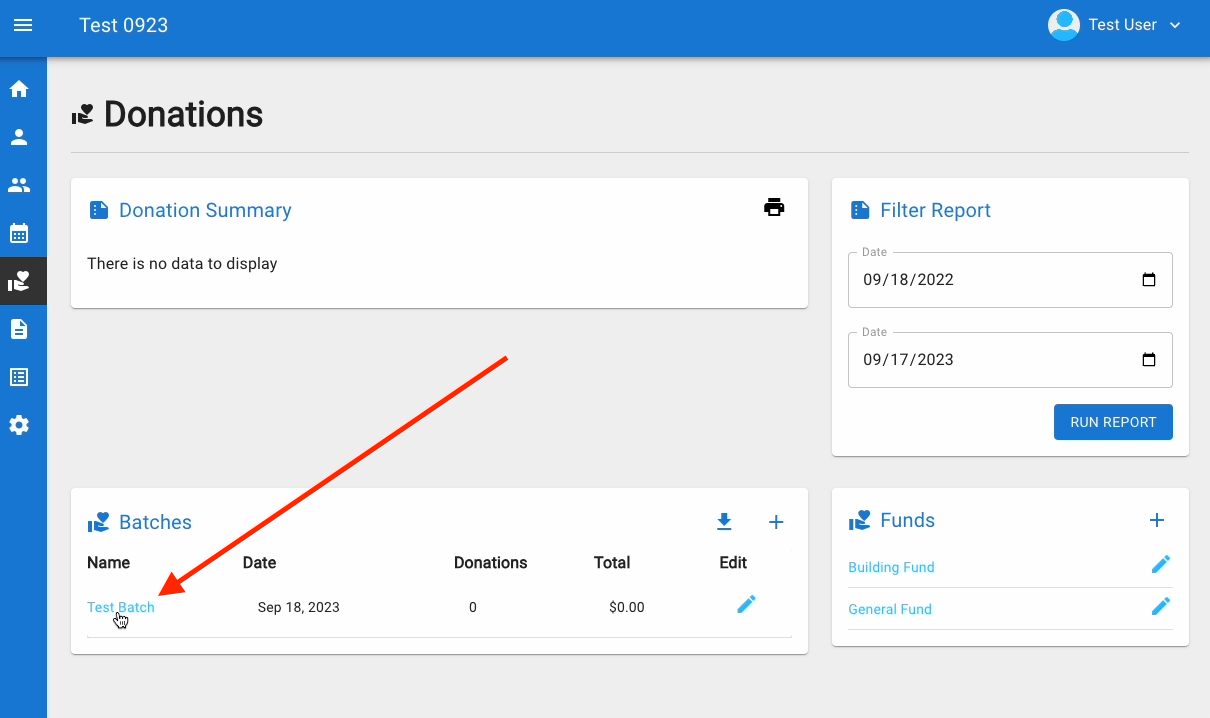 Test 0923
Test User
Donations
Donation Summary
There is no data to display
Filter Report
Date
09/18/2022
Date
09/17/2023
RUN REPORT
Batches
Name Date Donations Total Edit
Test Batch Sep 18, 2023 0 $0.00
Funds
Building Fund
General Fund